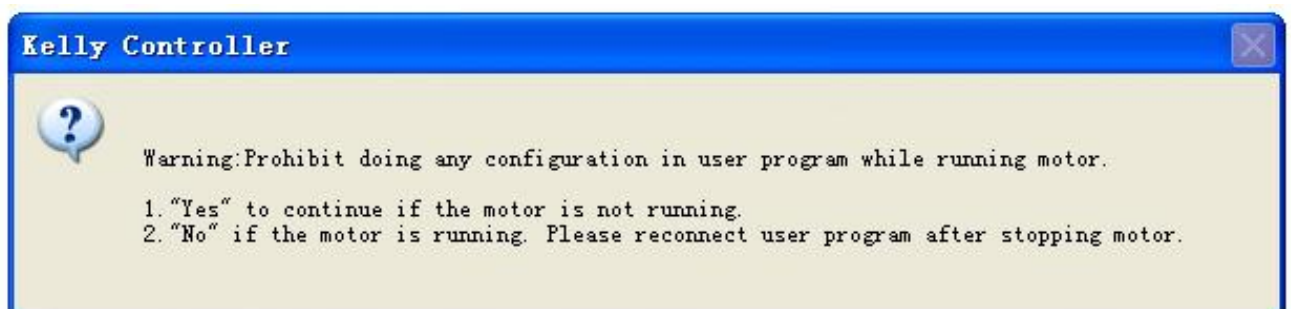 Kelly Controller
?
Warning:Prohibit doing any configuration in user program while running motor.
1."Yes" to continue if the motor is not running.
2."No" if the motor is running. Please reconnect user program after stopping motor.